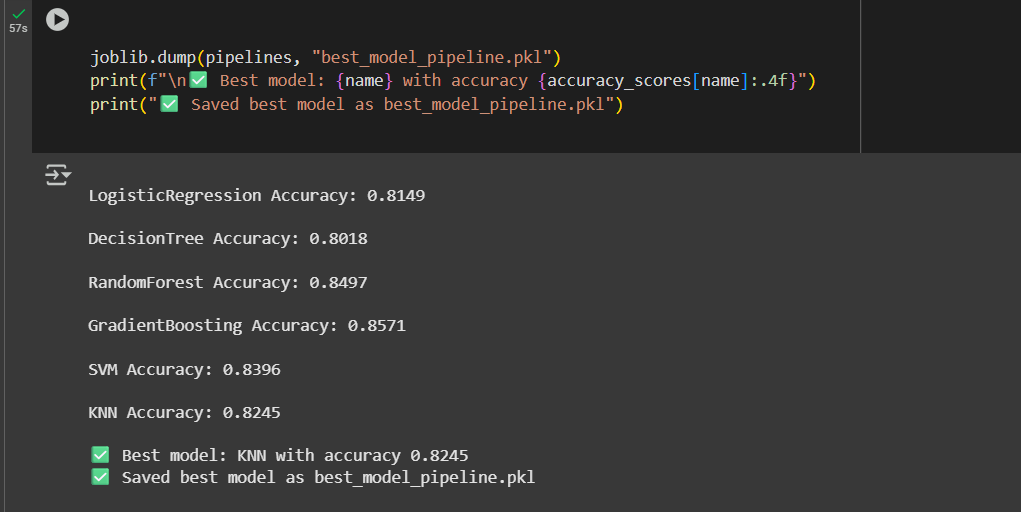 57s
joblib.dump(pipelines, "best_model_pipeline.pkl")
print(f"\n✅ Best model: {name} with accuracy {accuracy_scores[name]:.4f}")
print("✅ Saved best model as best_model_pipeline.pkl")
LogisticRegression Accuracy: 0.8149
DecisionTree Accuracy: 0.8018
RandomForest Accuracy: 0.8497
GradientBoosting Accuracy: 0.8571
SVM Accuracy: 0.8396
KNN Accuracy: 0.8245
✅ Best model: KNN with accuracy 0.8245
✅ Saved best model as best_model_pipeline.pkl